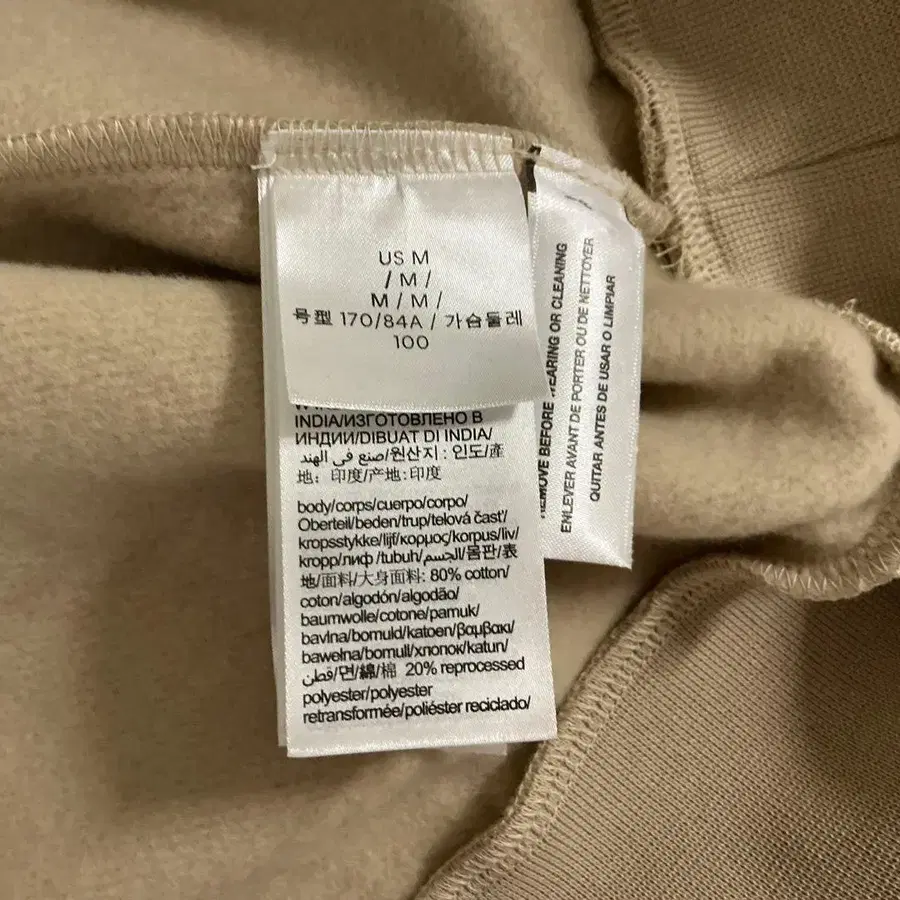 US M
/ M /
M / M /
号型 170/84A / 가슴둘레
100
INDIA/ИЗГОТОВЛЕНО В
ИНДИИ/DIBUAT DI INDIA/
صنع في الهند/원산지 : 인도/產
地: 印度/产地:印度
body/corps/cuerpo/corpo/
Oberteil/beden/trup/telová časť/
kropsstykke/lijf/κορμος/korpus/liv/
kropp/лиф /tubuh/الجسم/몸판/表
地/面料/大身面料: 80% cotton/
coton/algodón/algodão/
baumwolle/cotone/pamuk/
bavlna/bomuld/katoen/βαμβακι/
bawełna/bomull/хлопок/katun/
قطن/면/綿/棉 20% reprocessed
polyester/polyester
retransformée/poliéster reciclado/
REMOVE BEFORE WEARING OR CLEANING
ENLEVER AVANT DE PORTER OU DE NETTOYER
QUITAR ANTES DE USAR O LIMPIAR